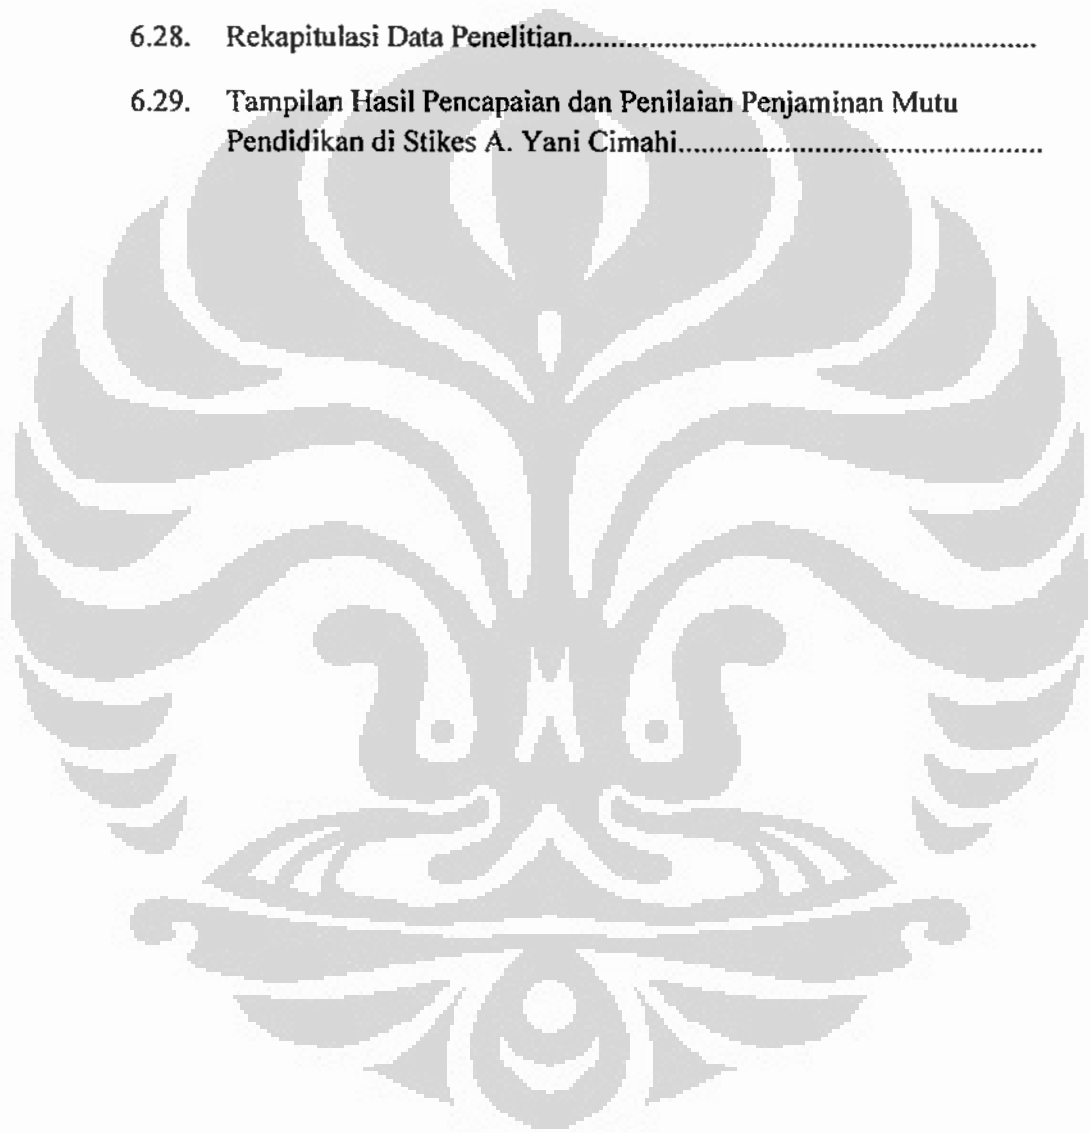 6.28. Rekapitulasi Data Penelitian..............................................................
6.29. Tampilan Hasil Pencapaian dan Penilaian Penjaminan Mutu
Pendidikan di Stikes A. Yani Cimahi................................................